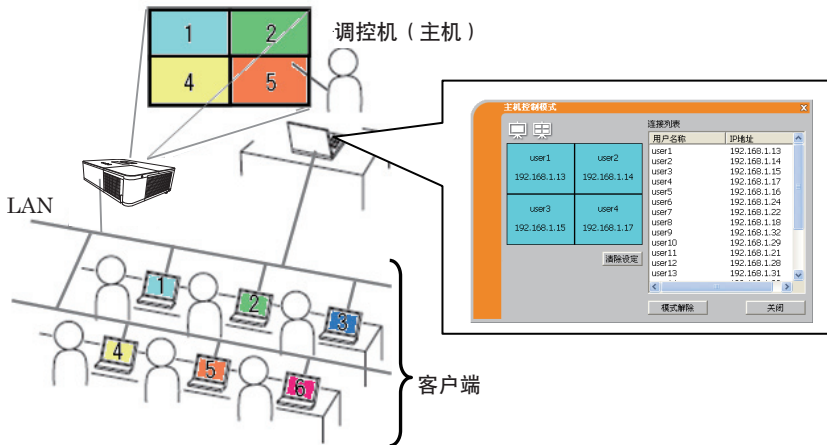 1 2
4 5
调控机（主机）
LAN
1 2 3
4 5 6
客户端
主机控制模式 x
user1 user2
192.168.1.13 192.168.1.14
user3 user4
192.168.1.15 192.168.1.17
清除设定
连接列表
用户名称 IP地址
user1 192.168.1.13
user2 192.168.1.14
user3 192.168.1.15
user4 192.168.1.17
user5 192.168.1.16
user6 192.168.1.24
user7 192.168.1.22
user8 192.168.1.18
user9 192.168.1.32
user10 192.168.1.29
user11 192.168.1.21
user12 192.168.1.28
user13 192.168.1.31
模式解除 关闭